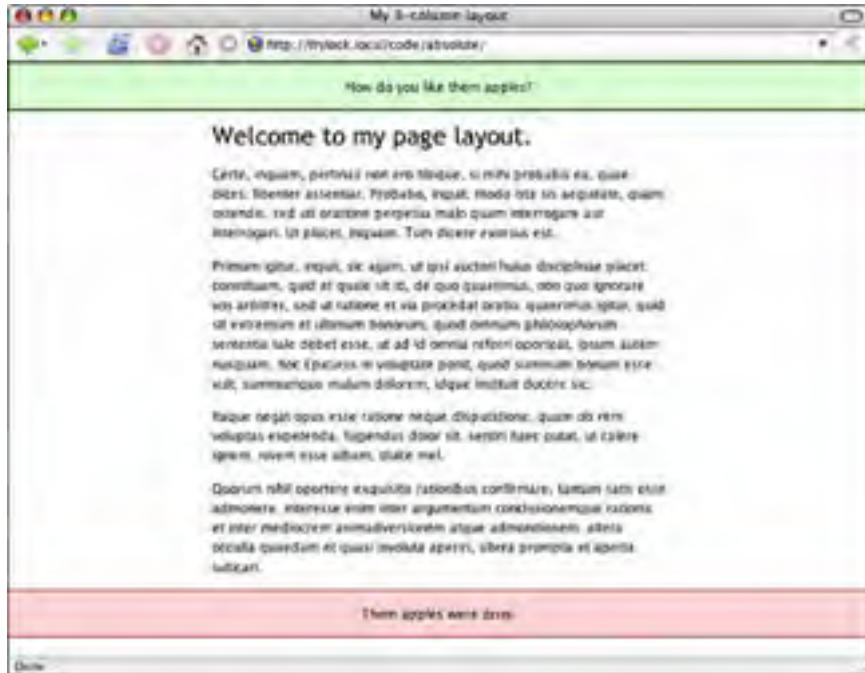 My 3-column layout
http://trylock.local/code/absolute/
How do you like them apples?
Welcome to my page layout.
Certe, inquam, pertinax non ero tibique, si mihi probabis ea, quae
dices, libenter assentiar. Probabo, inquit, modo ista sis aequitate, quam
ostendis. sed uti oratione perpetua malo quam interrogare aut
interrogari. Ut placet, inquam. Tum dicere exorsus est.
Primum igitur, inquit, sic agam, ut ipsi auctori huius disciplinae placet:
constituam, quid et quale sit id, de quo quaerimus, non quo ignorare
vos arbitrer, sed ut ratione et via procedat oratio. quaerimus igitur, quid
sit extremum et ultimum bonorum, quod omnium philosophorum
sententia tale debet esse, ut ad id omnia referri oporteat, ipsum autem
nusquam. hoc Epicurus in voluptate ponit, quod summum bonum esse
vult, summumque malum dolorem, idque instituit docere sic:
Itaque negat opus esse ratione neque disputatione, quam ob rem
voluptas expetenda, fugiendus dolor sit. sentiri haec putat, ut calere
ignem, nivem esse albam, dulce mel.
Quorum nihil oportere exquisitis rationibus confirmare, tantum satis esse
admonere. interesse enim inter argumentum conclusionemque rationis
et inter mediocrem animadversionem atque admonitionem. altera
occulta quaedam et quasi involuta aperiri, altera prompta et aperta
iudicari.
Them apples were
Done